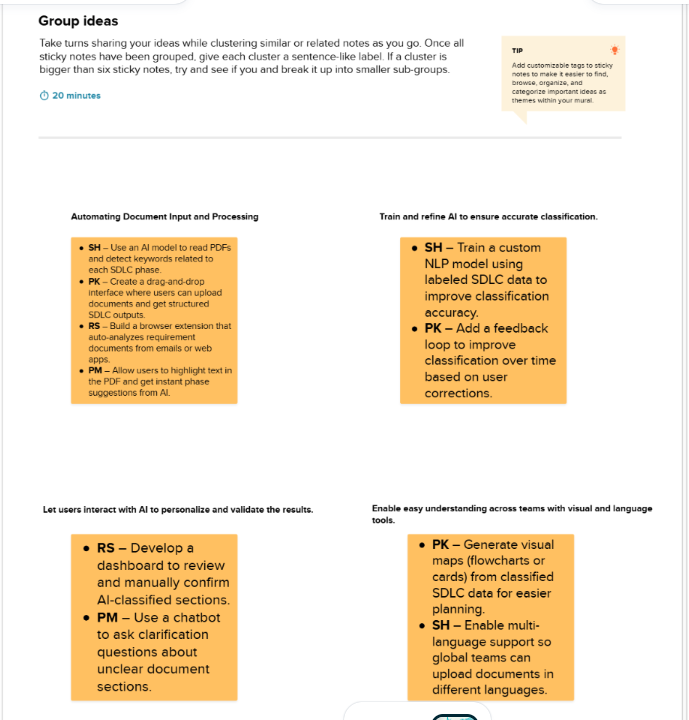 Group ideas
Take turns sharing your ideas while clustering similar or related notes as you go. Once all
sticky notes have been grouped, give each cluster a sentence-like label. If a cluster is
bigger than six sticky notes, try and see if you and break it up into smaller sub-groups.
20 minutes
TIP
Add customizable tags to sticky
notes to make it easier to find,
browse, organize, and
categorize important ideas as
themes within your mural.
Automating Document Input and Processing
• SH – Use an AI model to read PDFs
and detect keywords related to
each SDLC phase.
• PK – Create a drag-and-drop
interface where users can upload
documents and get structured
SDLC outputs.
• RS – Build a browser extension that
auto-analyzes requirement
documents from emails or web
apps.
• PM – Allow users to highlight text in
the PDF and get instant phase
suggestions from AI.
Train and refine AI to ensure accurate classification.
• SH – Train a custom
NLP model using
labeled SDLC data to
improve classification
accuracy.
• PK – Add a feedback
loop to improve
classification over time
based on user
corrections.
Let users interact with AI to personalize and validate the results.
• RS – Develop a
dashboard to review
and manually confirm
AI-classified sections.
• PM – Use a chatbot
to ask clarification
questions about
unclear document
sections.
Enable easy understanding across teams with visual and language
tools.
• PK – Generate visual
maps (flowcharts or
cards) from classified
SDLC data for easier
planning.
• SH – Enable multi-
language support so
global teams can
upload documents in
different languages.